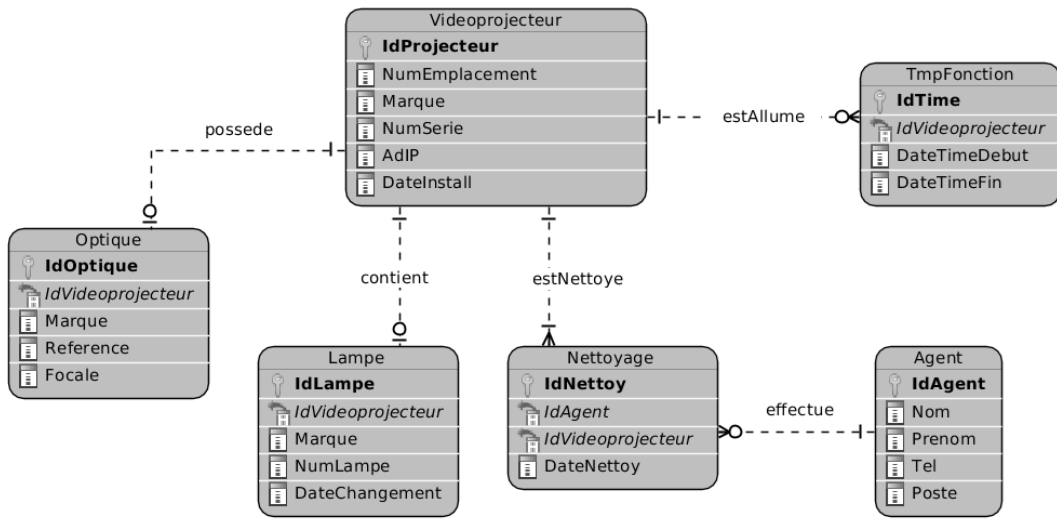 Videoprojecteur
IdProjecteur
NumEmplacement
Marque
NumSerie
AdIP
DateInstall
TmpFonction
IdTime
IdVideoprojecteur
DateTimeDebut
DateTimeFin
estAllume
possede
Optique
IdOptique
IdVideoprojecteur
Marque
Reference
Focale
contient
estNettoye
Lampe
IdLampe
IdVideoprojecteur
Marque
NumLampe
DateChangement
Nettoyage
IdNettoy
IdAgent
IdVideoprojecteur
DateNettoy
effectue
Agent
IdAgent
Nom
Prenom
Tel
Poste